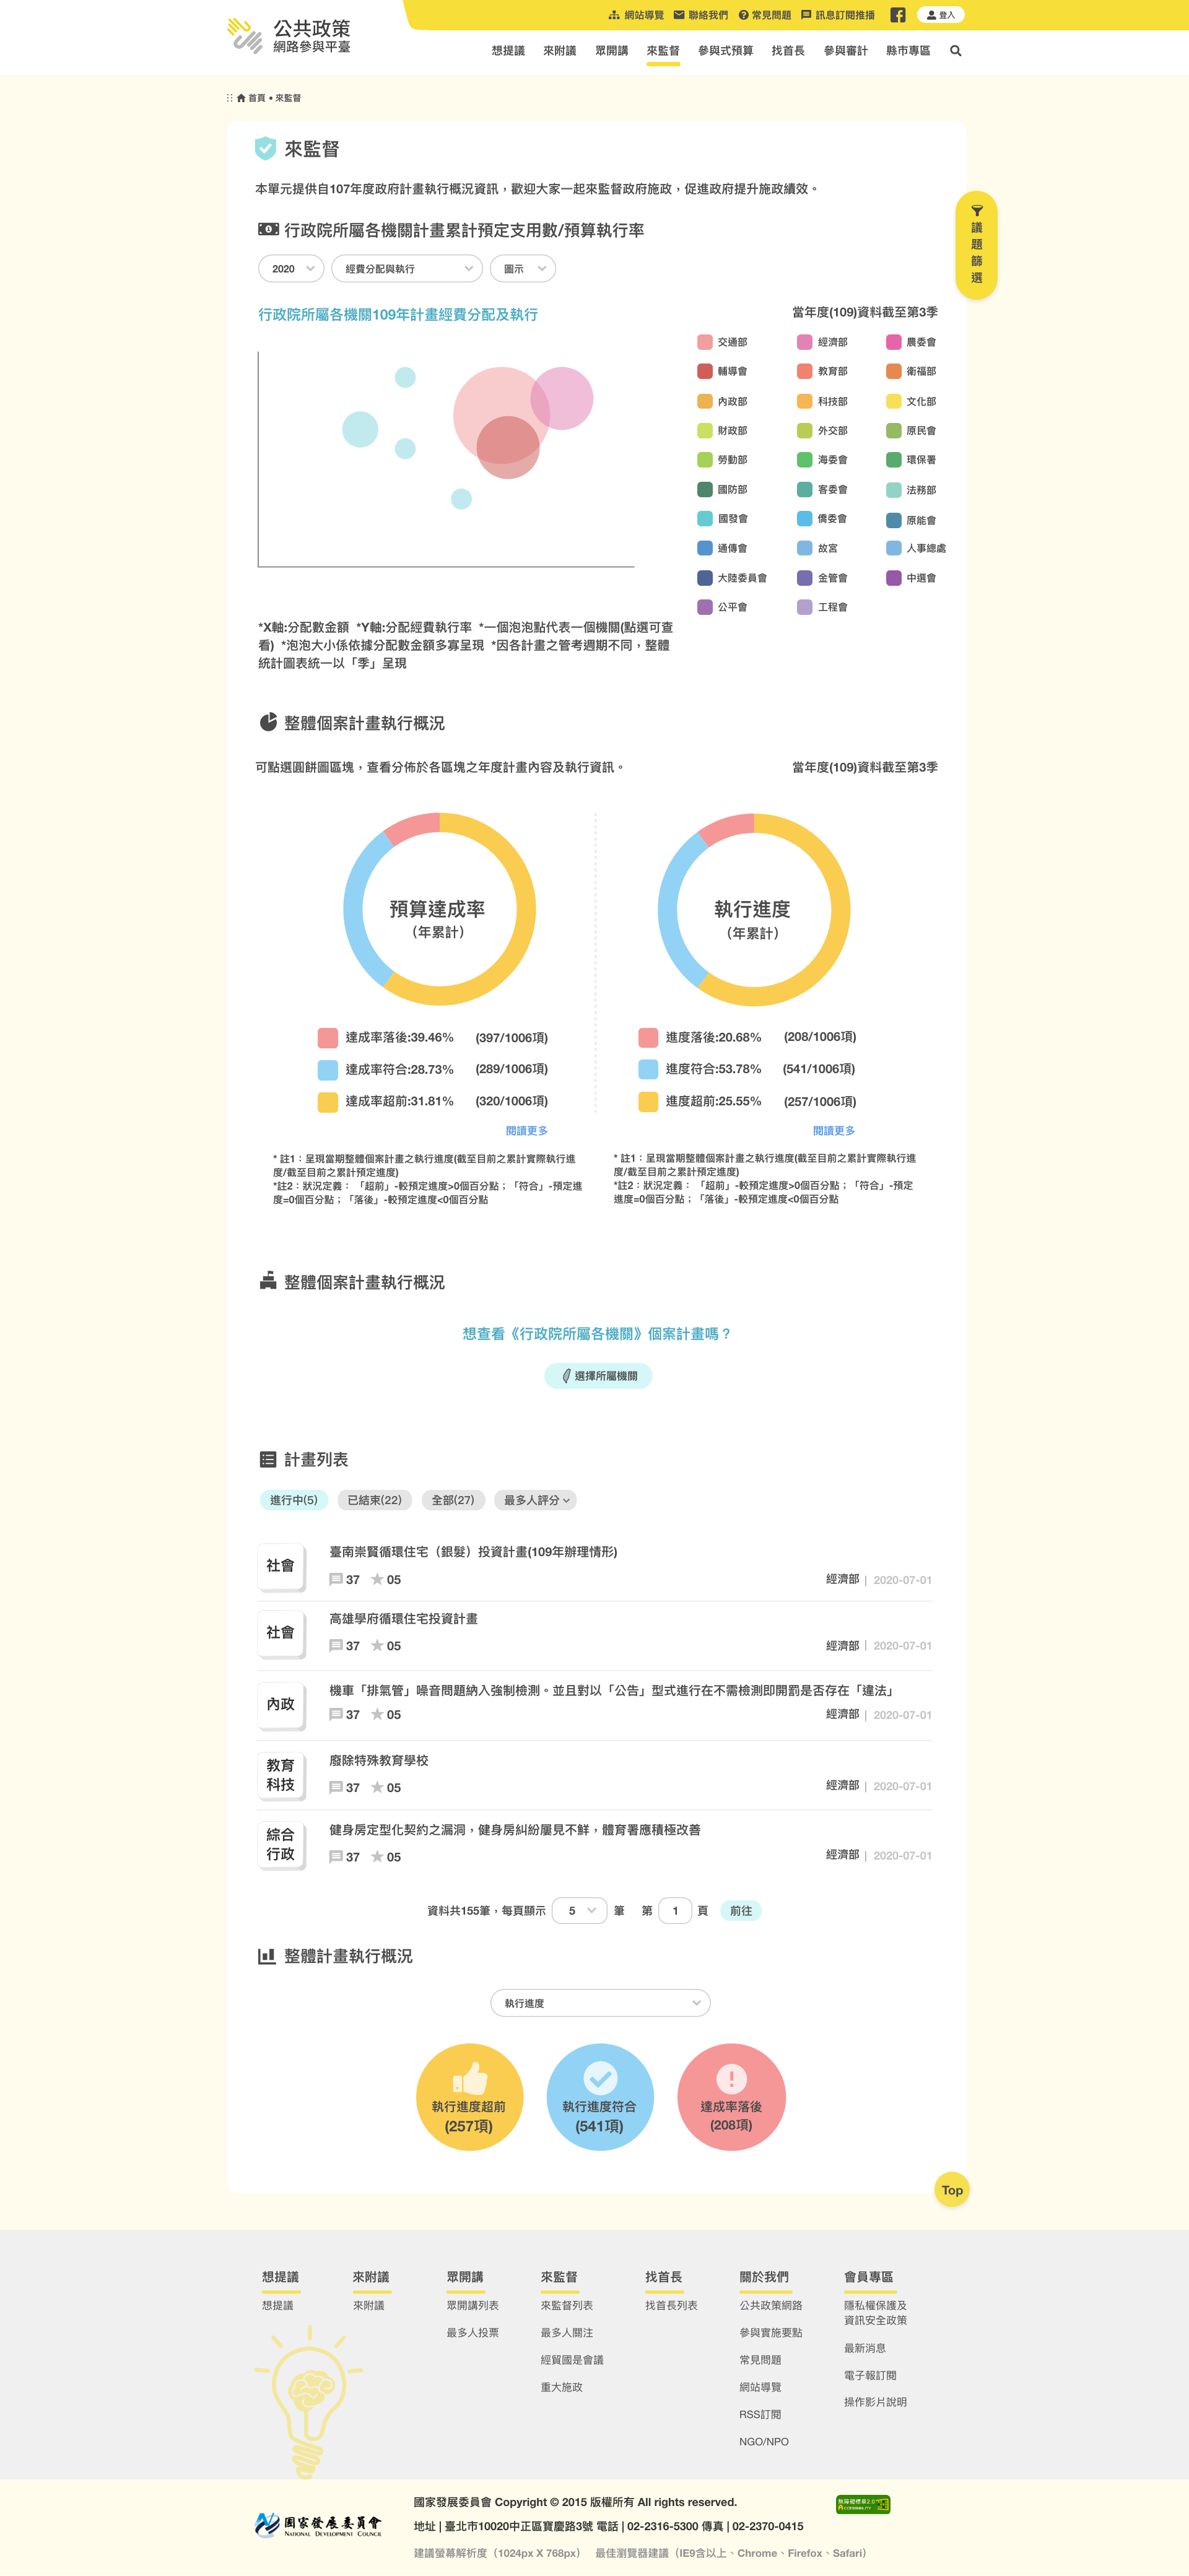 公共政策
網路參與平臺
網站導覽 聯絡我們 常見問題 訊息訂閱推播 登入
想提議 來附議 眾開講 來監督 參與式預算 找首長 參與審計 縣市專區
首頁 • 來監督
來監督
本單元提供自107年度政府計畫執行概況資訊，歡迎大家一起來監督政府施政，促進政府提升施政績效。
議
題
篩
選
行政院所屬各機關計畫累計預定支用數/預算執行率
2020 經費分配與執行 圖示
行政院所屬各機關109年計畫經費分配及執行
當年度(109)資料截至第3季
交通部 經濟部 農委會
輔導會 教育部 衛福部
內政部 科技部 文化部
財政部 外交部 原民會
勞動部 海委會 環保署
國防部 客委會 法務部
國發會 僑委會 原能會
通傳會 故宮 人事總處
大陸委員會 金管會 中選會
公平會 工程會
*X軸:分配數金額 *Y軸:分配經費執行率 *一個泡泡點代表一個機關(點選可查
看) *泡泡大小係依據分配數金額多寡呈現 *因各計畫之管考週期不同，整體
統計圖表統一以「季」呈現
整體個案計畫執行概況
可點選圓餅圖區塊，查看分佈於各區塊之年度計畫內容及執行資訊。
當年度(109)資料截至第3季
預算達成率
（年累計）
達成率落後:39.46% (397/1006項)
達成率符合:28.73% (289/1006項)
達成率超前:31.81% (320/1006項)
閱讀更多
* 註1：呈現當期整體個案計畫之執行進度(截至目前之累計實際執行進
度/截至目前之累計預定進度)
*註2：狀況定義：「超前」-較預定進度>0個百分點；「符合」-預定進
度=0個百分點；「落後」-較預定進度<0個百分點
執行進度
（年累計）
進度落後:20.68% (208/1006項)
進度符合:53.78% (541/1006項)
進度超前:25.55% (257/1006項)
閱讀更多
* 註1：呈現當期整體個案計畫之執行進度(截至目前之累計實際執行進
度/截至目前之累計預定進度)
*註2：狀況定義：「超前」-較預定進度>0個百分點；「符合」-預定
進度=0個百分點；「落後」-較預定進度<0個百分點
整體個案計畫執行概況
想查看《行政院所屬各機關》個案計畫嗎？
選擇所屬機關
計畫列表
進行中(5) 已結束(22) 全部(27) 最多人評分
社會
臺南崇賢循環住宅（銀髮）投資計畫(109年辦理情形)
37 05 經濟部 | 2020-07-01
社會
高雄學府循環住宅投資計畫
37 05 經濟部 | 2020-07-01
內政
機車「排氣管」噪音問題納入強制檢測。並且對以「公告」型式進行在不需檢測即開罰是否存在「違法」
37 05 經濟部 | 2020-07-01
教育
科技
廢除特殊教育學校
37 05 經濟部 | 2020-07-01
綜合
行政
健身房定型化契約之漏洞，健身房糾紛屢見不鮮，體育署應積極改善
37 05 經濟部 | 2020-07-01
資料共155筆，每頁顯示 5 筆 第 1 頁 前往
整體計畫執行概況
執行進度
執行進度超前
(257項)
執行進度符合
(541項)
達成率落後
(208項)
Top
想提議
想提議
來附議
來附議
眾開講
眾開講列表
最多人投票
來監督
來監督列表
最多人關注
經貿國是會議
重大施政
找首長
找首長列表
關於我們
公共政策網路
參與實施要點
常見問題
網站導覽
RSS訂閱
NGO/NPO
會員專區
隱私權保護及
資訊安全政策
最新消息
電子報訂閱
操作影片說明
國家發展委員會
NATIONAL DEVELOPMENT COUNCIL
國家發展委員會 Copyright © 2015 版權所有 All rights reserved.
地址 | 臺北市10020中正區寶慶路3號 電話 | 02-2316-5300 傳真 | 02-2370-0415
建議螢幕解析度（1024px X 768px） 最佳瀏覽器建議（IE9含以上、Chrome、Firefox、Safari）